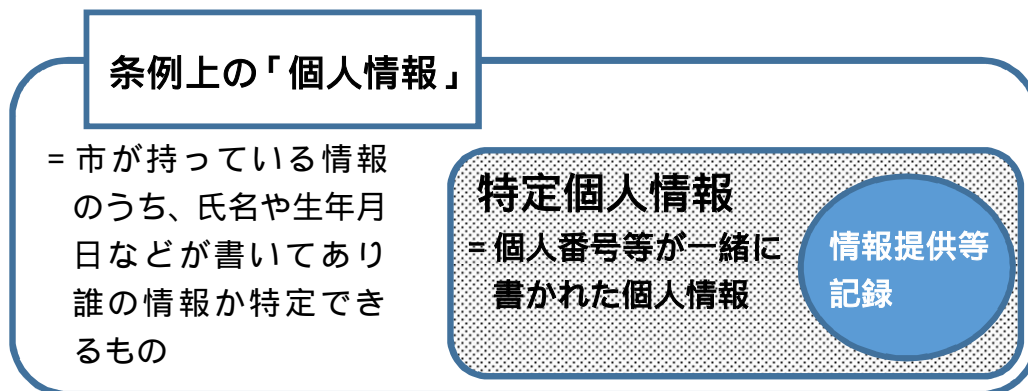 条例上の「個人情報」
= 市が持っている情報
のうち、氏名や生年月
日などが書いてあり
誰の情報か特定でき
るもの
特定個人情報
= 個人番号等が一緒に
書かれた個人情報
情報提供等
記録